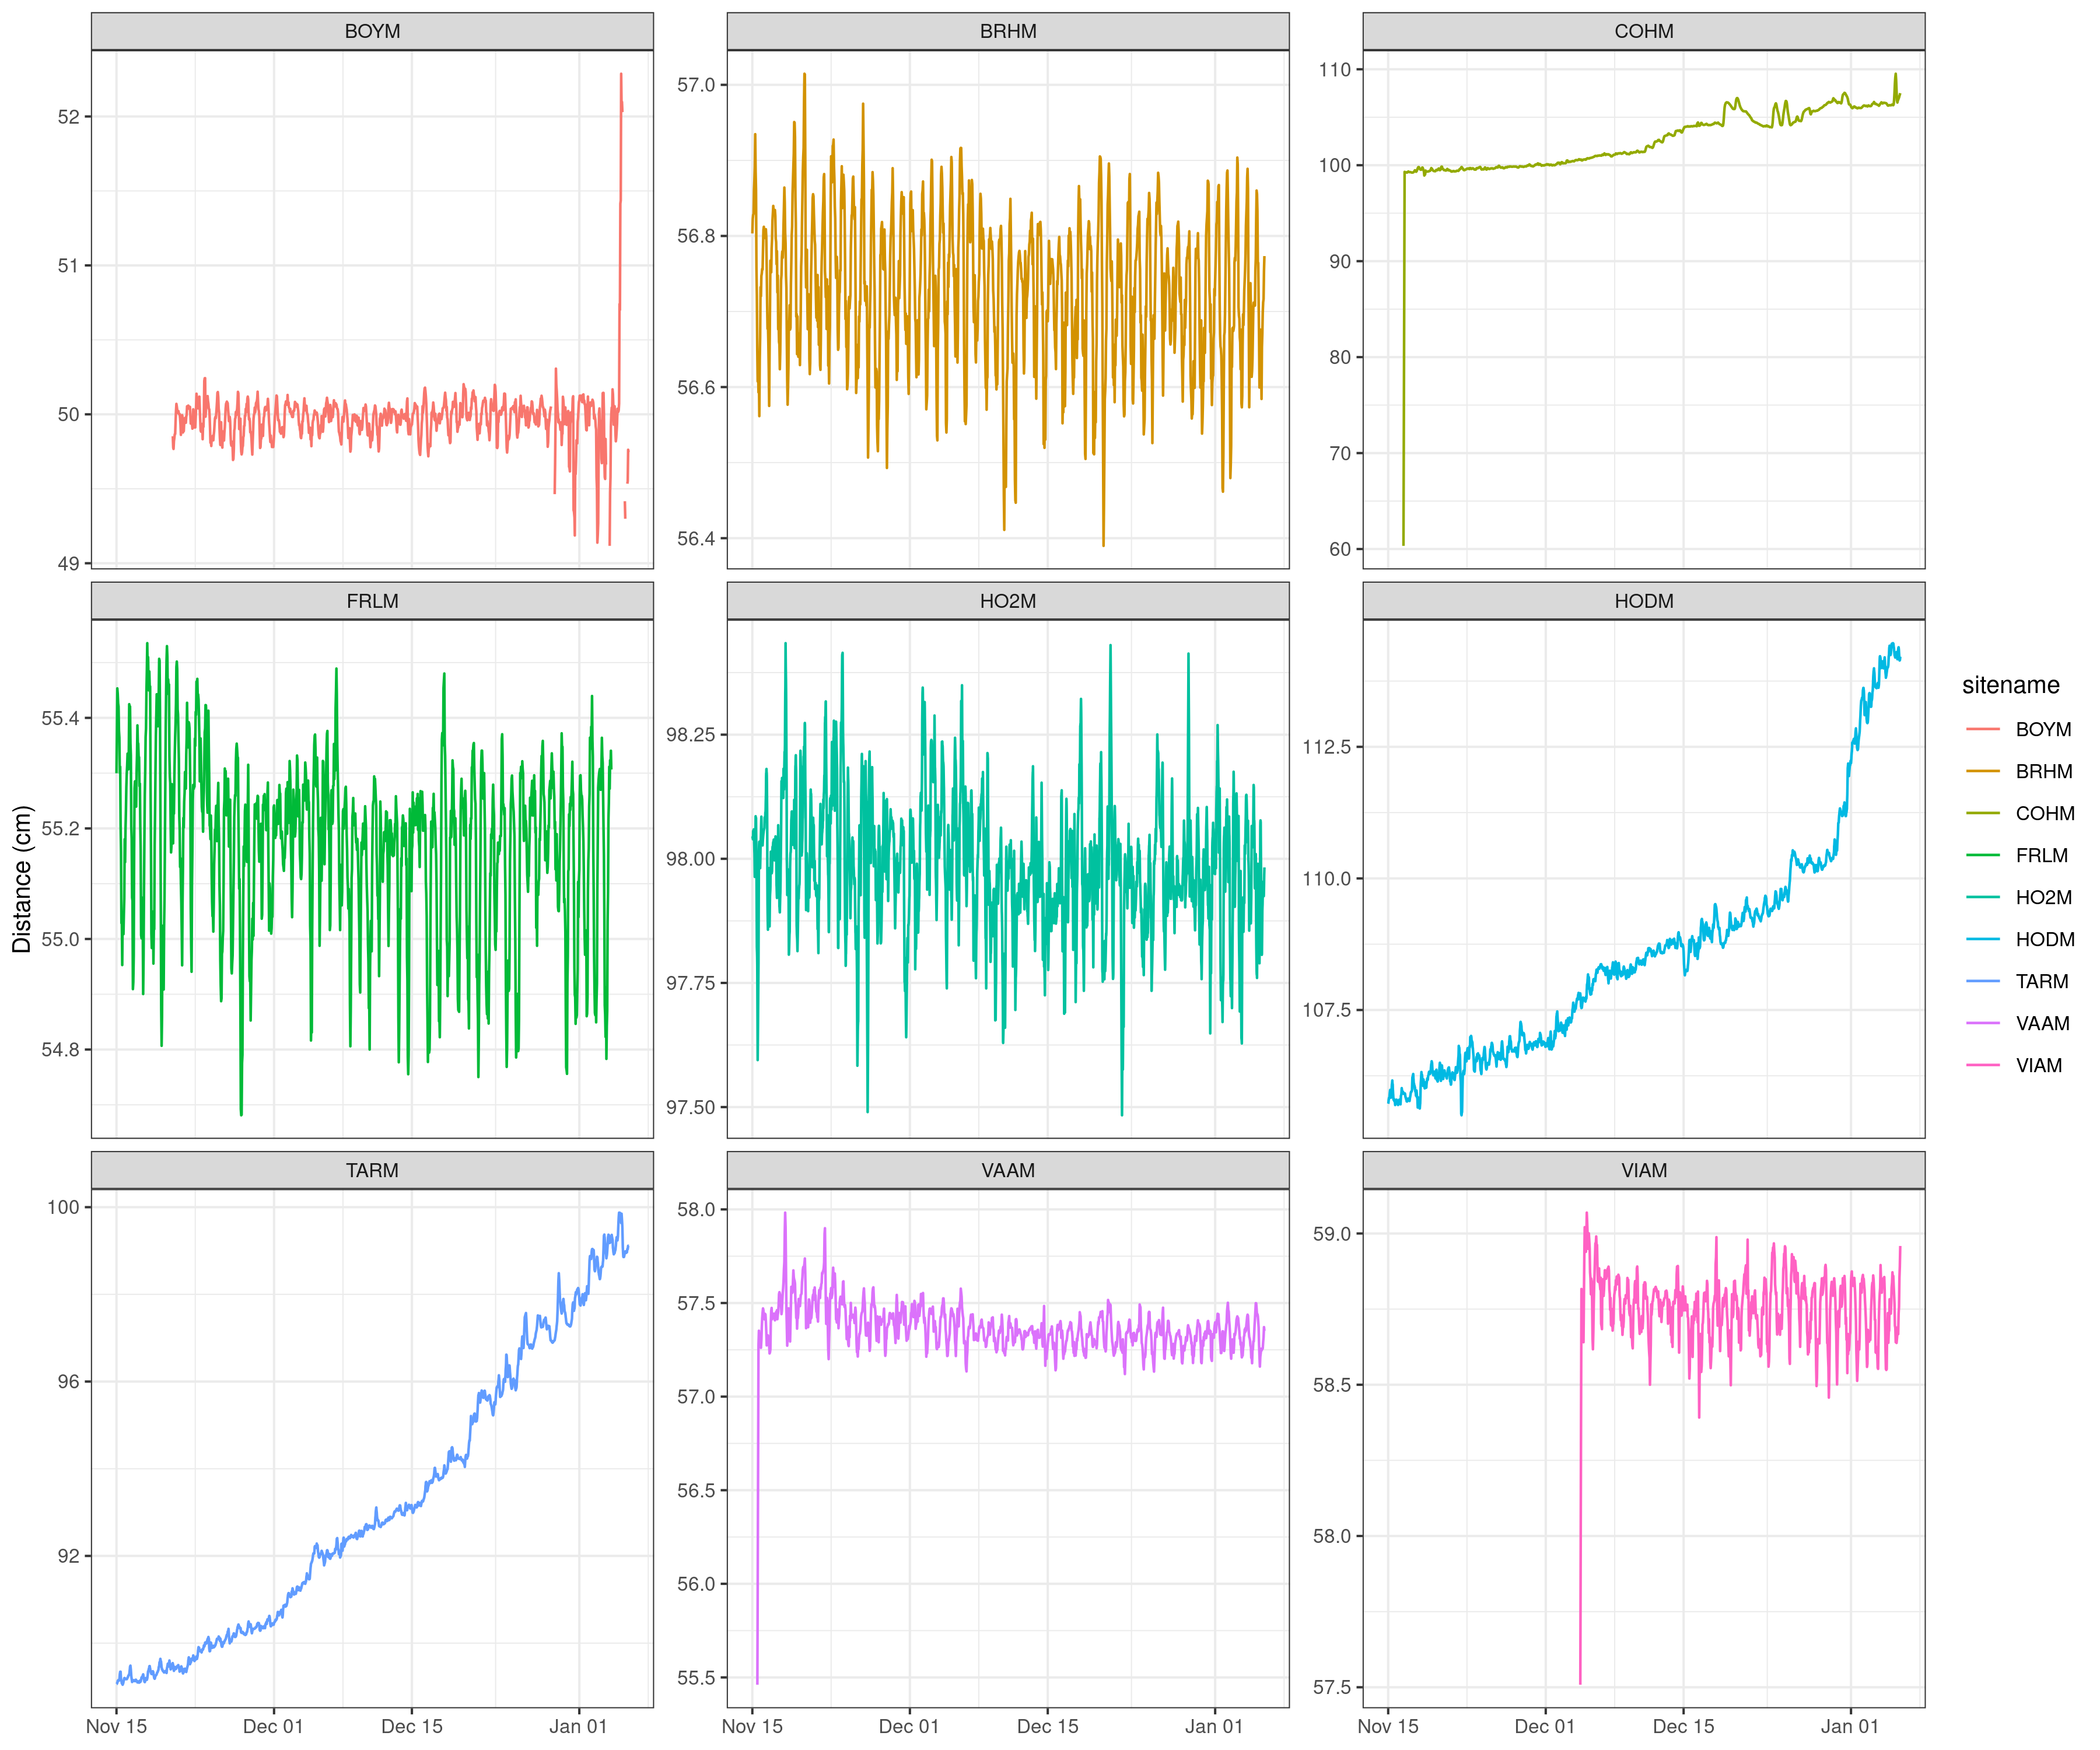 BOYM
BRHM
COHM
52
51
50
49
57.0
56.8
56.6
56.4
110
100
90
80
70
60
FRLM
HO2M
HODM
55.4
55.2
55.0
54.8
98.25
98.00
97.75
97.50
112.5
110.0
107.5
TARM
VAAM
VIAM
100
96
92
58.0
57.5
57.0
56.5
56.0
55.5
59.0
58.5
58.0
57.5
Nov 15 Dec 01 Dec 15 Jan 01
Nov 15 Dec 01 Dec 15 Jan 01
Nov 15 Dec 01 Dec 15 Jan 01
Distance (cm)
sitename
BOYM
BRHM
COHM
FRLM
HO2M
HODM
TARM
VAAM
VIAM